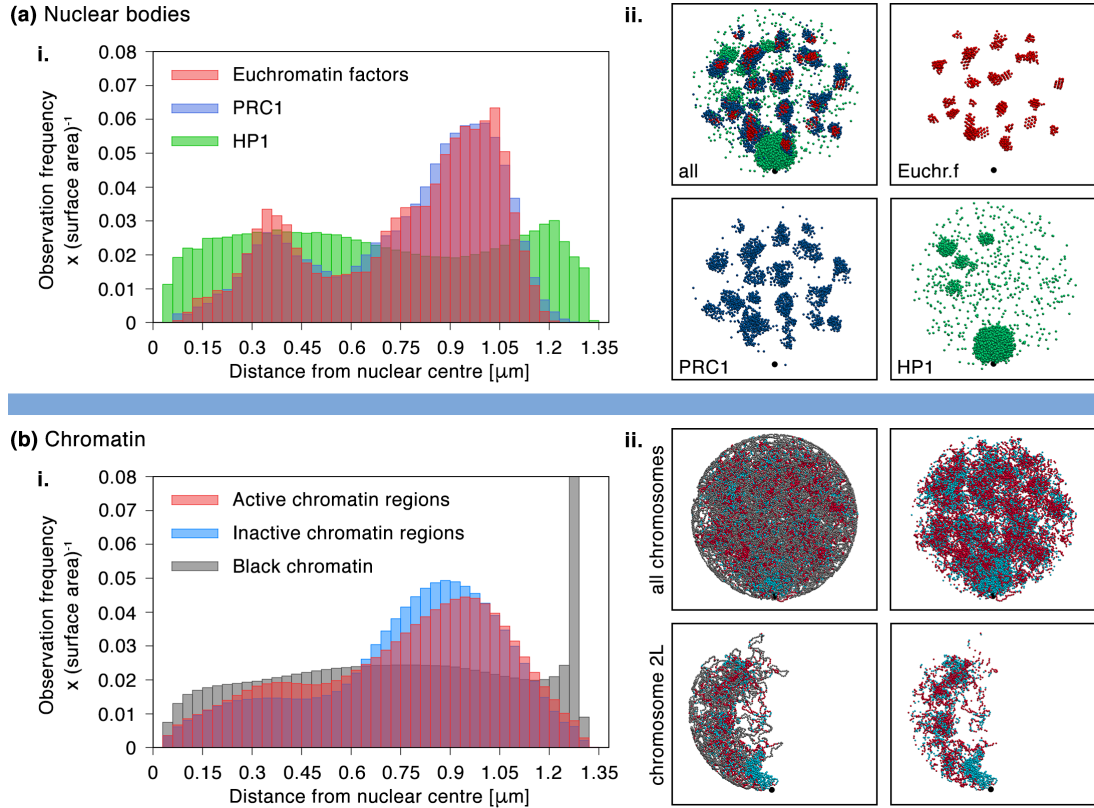 (a) Nuclear bodies
i.
Observation frequency
x (surface area)⁻¹
0.08
0.07
0.06
0.05
0.04
0.03
0.02
0.01
0
Euchromatin factors
PRC1
HP1
0 0.15 0.3 0.45 0.6 0.75 0.9 1.05 1.2 1.35
Distance from nuclear centre [μm]
ii.
all
Euchr.f
PRC1
HP1
(b) Chromatin
i.
Observation frequency
x (surface area)⁻¹
0.08
0.07
0.06
0.05
0.04
0.03
0.02
0.01
0
Active chromatin regions
Inactive chromatin regions
Black chromatin
0 0.15 0.3 0.45 0.6 0.75 0.9 1.05 1.2 1.35
Distance from nuclear centre [μm]
ii.
all chromosomes
chromosome 2L